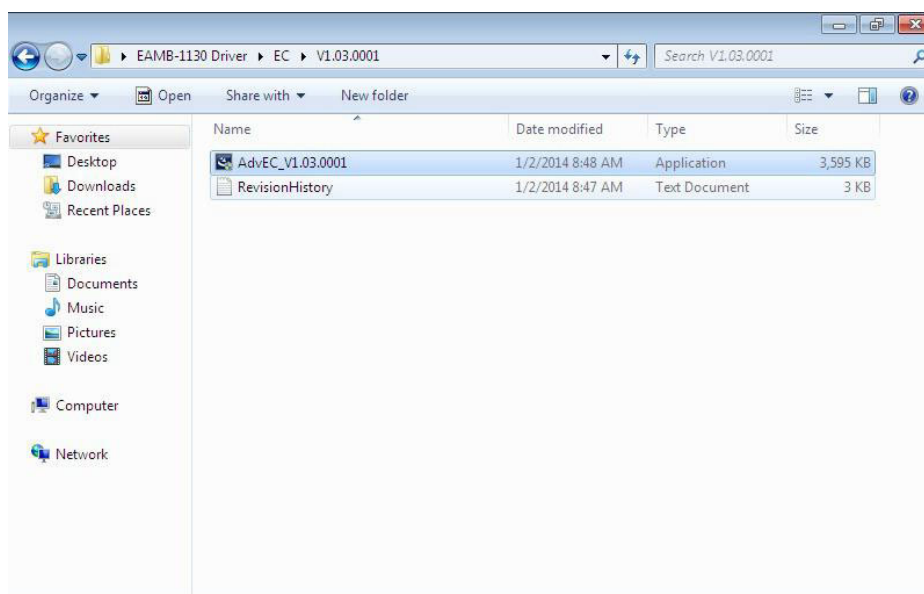 EAMB-1130 Driver EC V1.03.0001 Search V1.03.0001
Organize Open Share with New folder
Favorites
Desktop
Downloads
Recent Places
Libraries
Documents
Music
Pictures
Videos
Computer
Network
Name Date modified Type Size
AdvEC_V1.03.0001 1/2/2014 8:48 AM Application 3,595 KB
RevisionHistory 1/2/2014 8:47 AM Text Document 3 KB